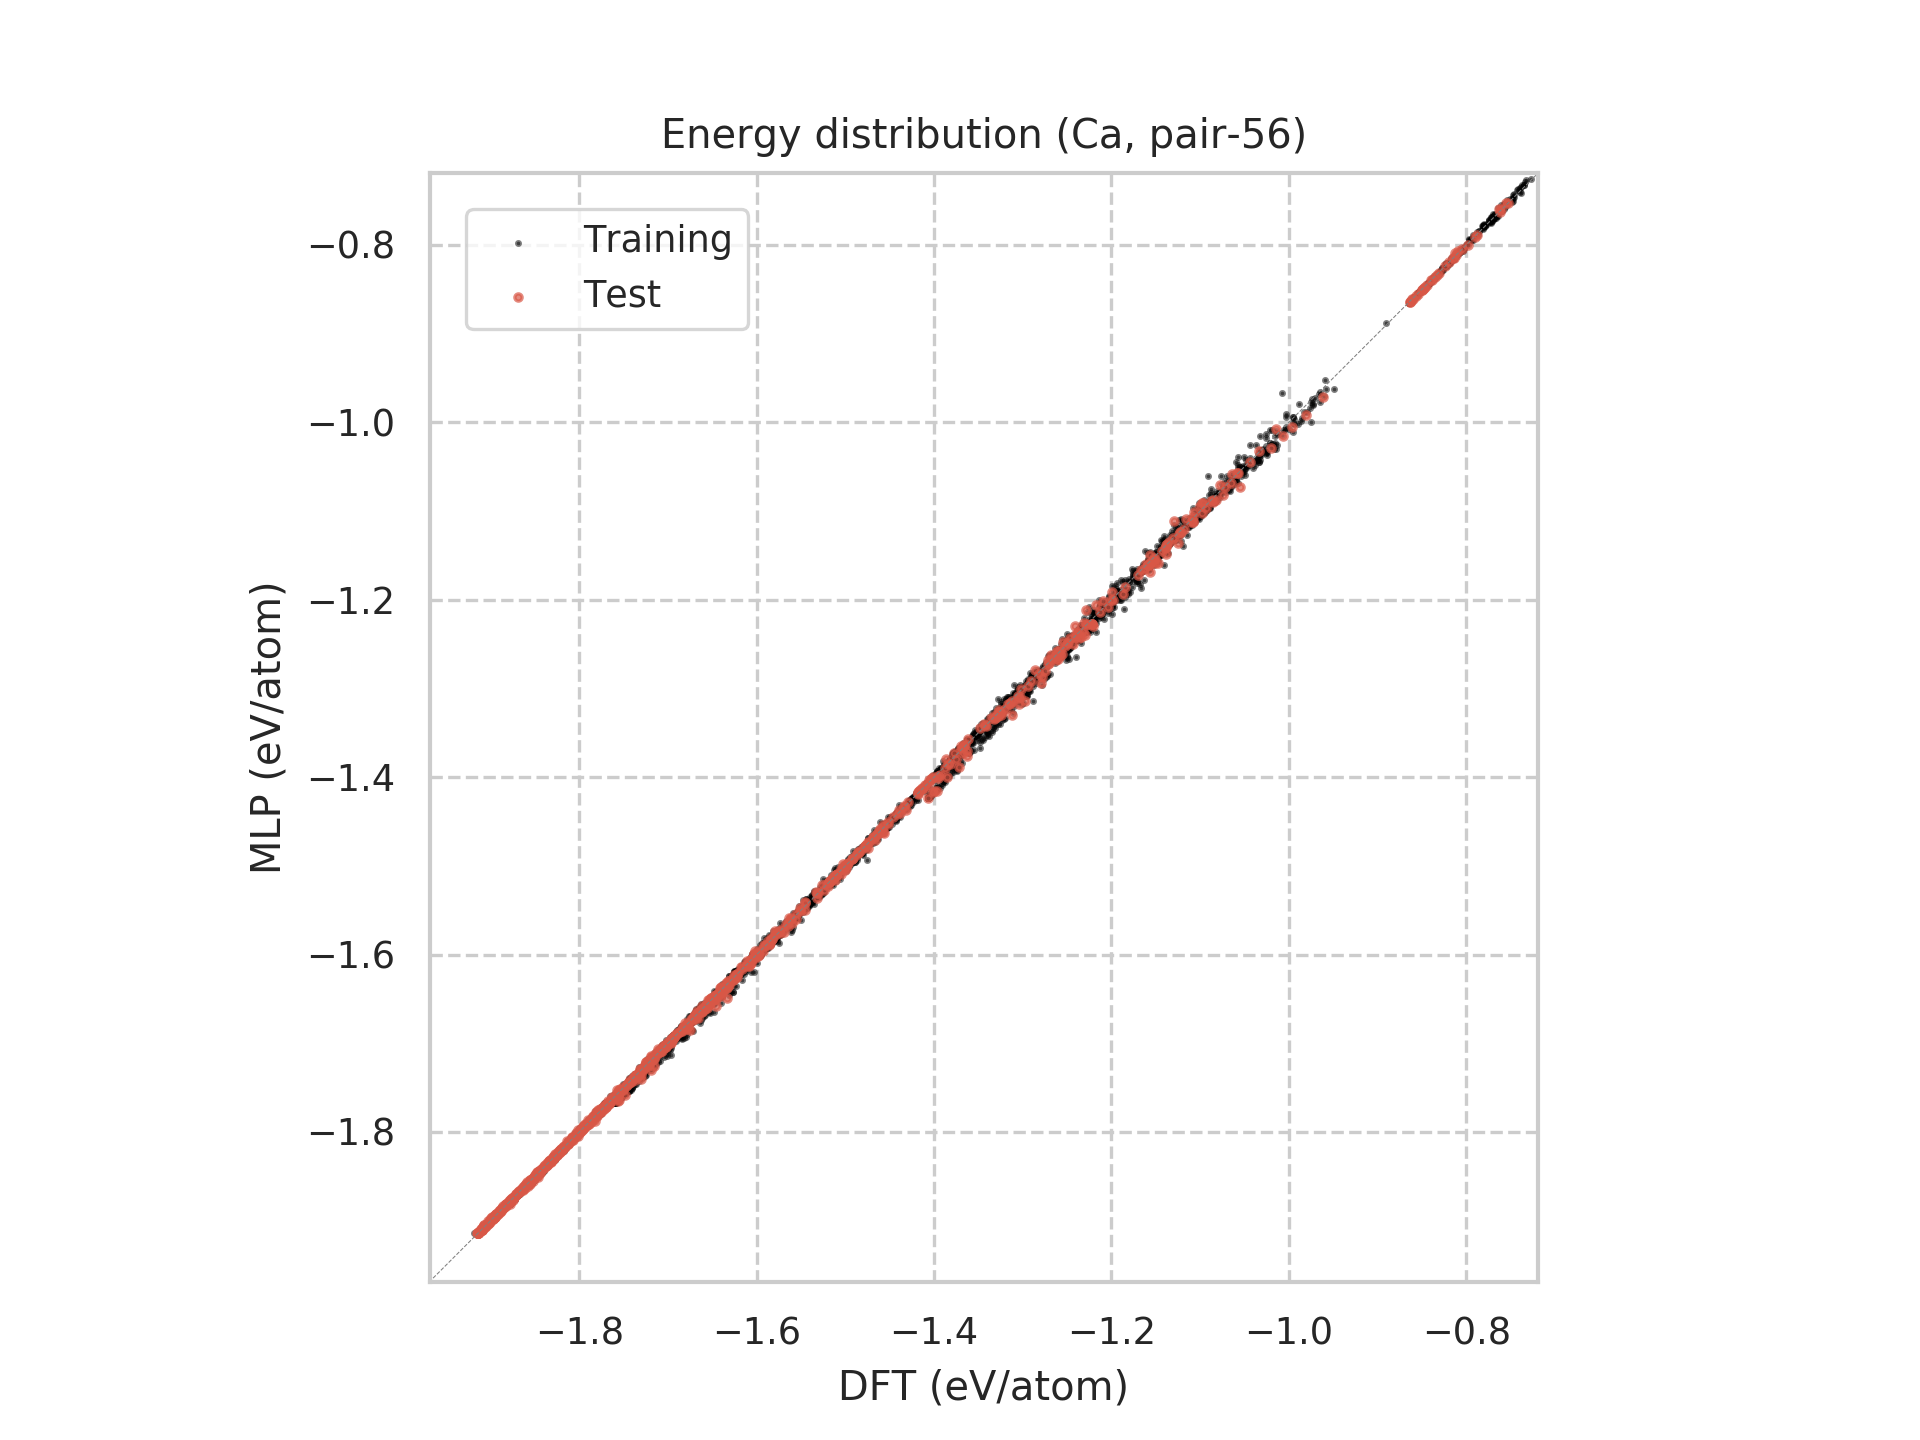 Energy distribution (Ca, pair-56)
Training
Test
−0.8
−1.0
−1.2
−1.4
−1.6
−1.8
MLP (eV/atom)
−1.8 −1.6 −1.4 −1.2 −1.0 −0.8
DFT (eV/atom)